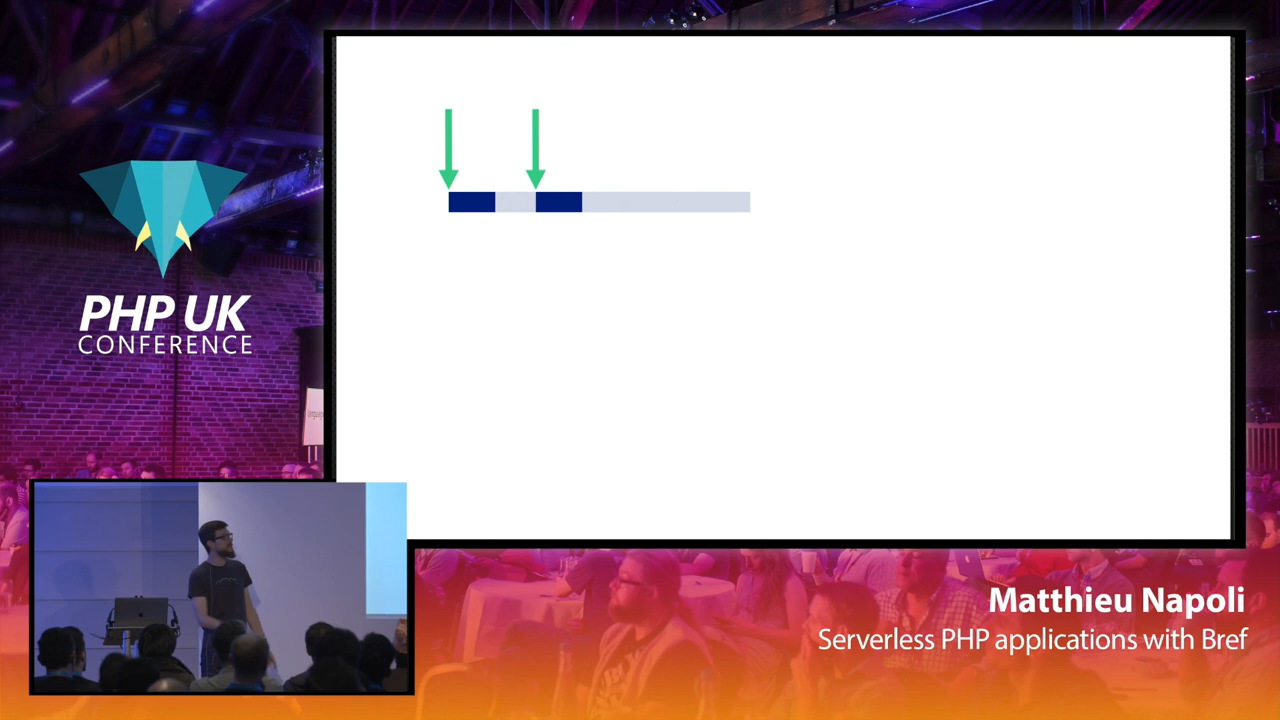 PHP UK
CONFERENCE
Matthieu Napoli
Serverless PHP applications with Bref